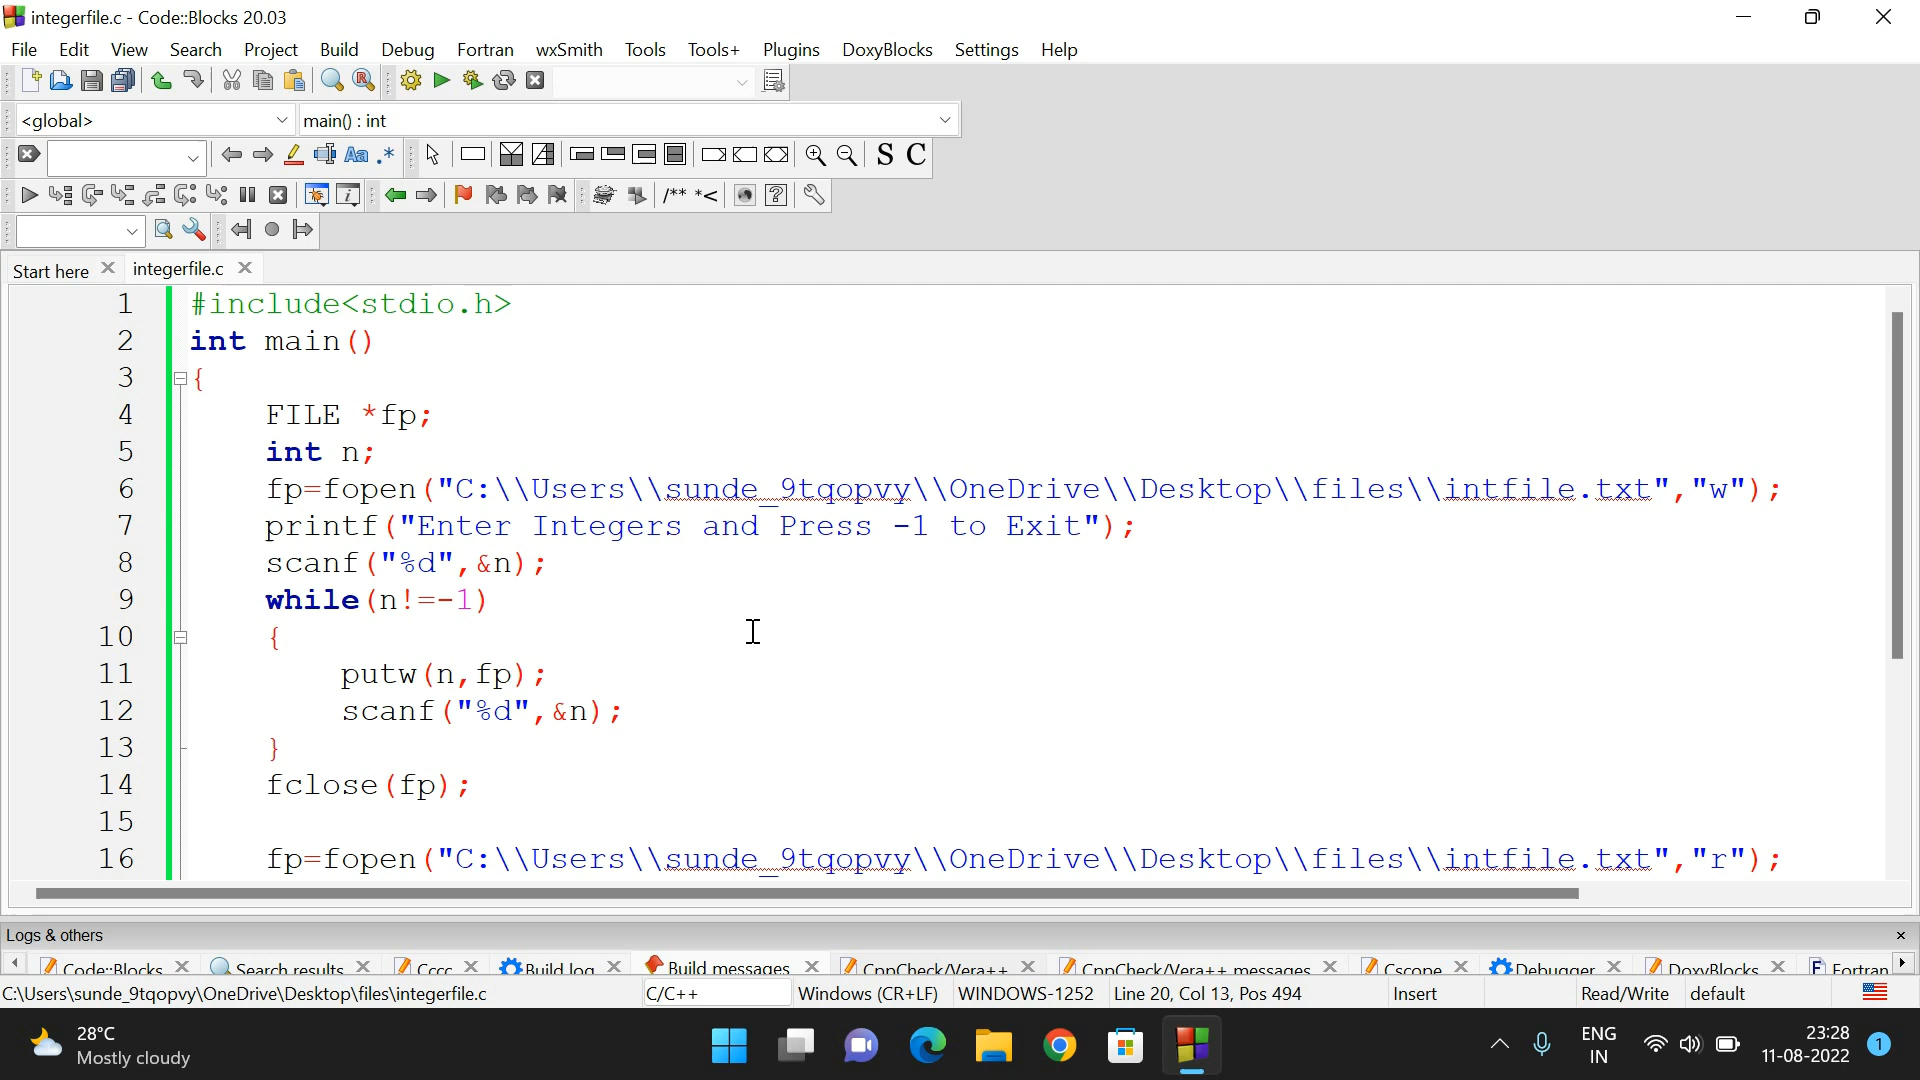 integerfile.c - Code::Blocks 20.03
File Edit View Search Project Build Debug Fortran wxSmith Tools Tools+ Plugins DoxyBlocks Settings Help
<global> main() : int
Aa .* S C
/** *<
Start here integerfile.c
1 #include<stdio.h>
2 int main()
3 {
4 FILE *fp;
5 int n;
6 fp=fopen("C:\\Users\\sunde_9tqopvy\\OneDrive\\Desktop\\files\\intfile.txt","w");
7 printf("Enter Integers and Press -1 to Exit");
8 scanf("%d",&n);
9 while(n!=-1)
10 {
11 putw(n,fp);
12 scanf("%d",&n);
13 }
14 fclose(fp);
15
16 fp=fopen("C:\\Users\\sunde_9tqopvy\\OneDrive\\Desktop\\files\\intfile.txt","r");
Logs & others
Code::Blocks Search results Cccc Build log Build messages CppCheck/Vera++ CppCheck/Vera++ messages Cscope Debugger DoxyBlocks Fortran
C:\Users\sunde_9tqopvy\OneDrive\Desktop\files\integerfile.c C/C++ Windows (CR+LF) WINDOWS-1252 Line 20, Col 13, Pos 494 Insert Read/Write default
28°C
Mostly cloudy
ENG
IN
23:28
11-08-2022
1